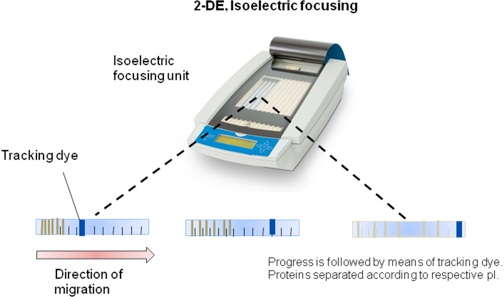 2-DE, Isoelectric focusing
Isoelectric
focusing unit
Tracking dye
Direction of
migration
Progress is followed by means of tracking dye.
Proteins separated according to respective pI.